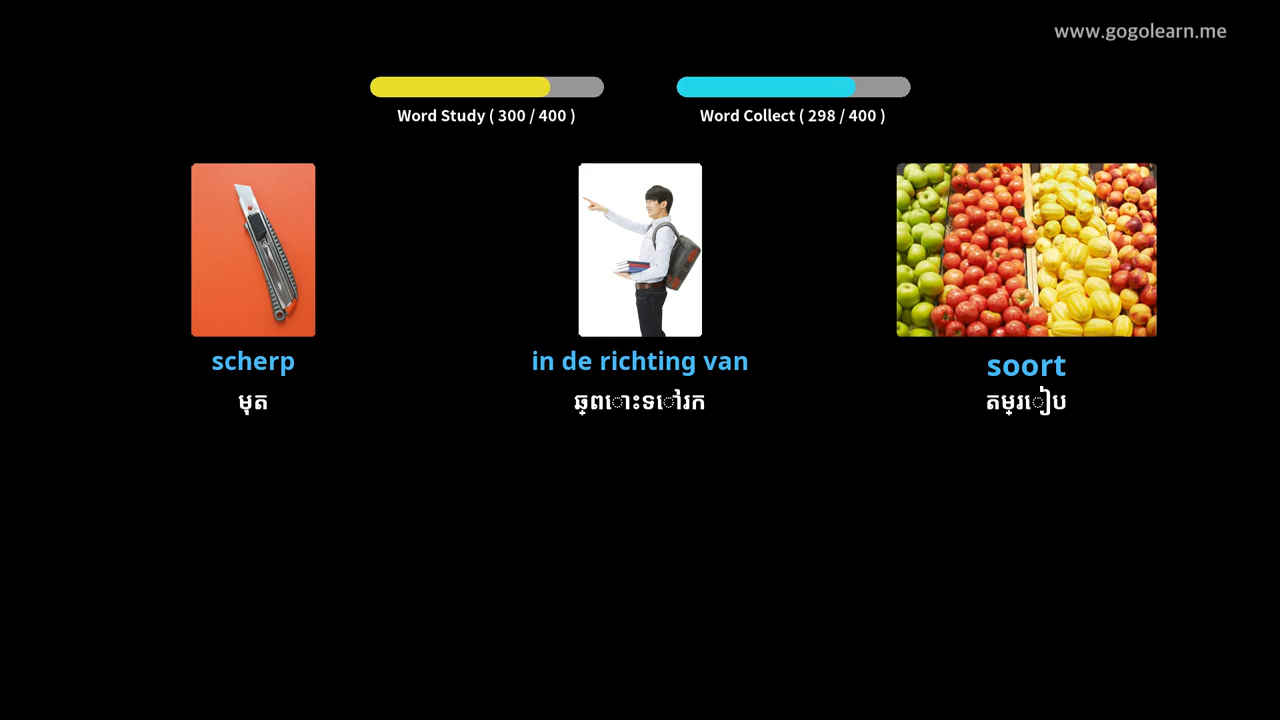 www.gogolearn.me
Word Study ( 300 / 400 )
Word Collect ( 298 / 400 )
scherp
in de richting van
soort
មុត
ឆ្ពោះទៅរក
តម្រៀប